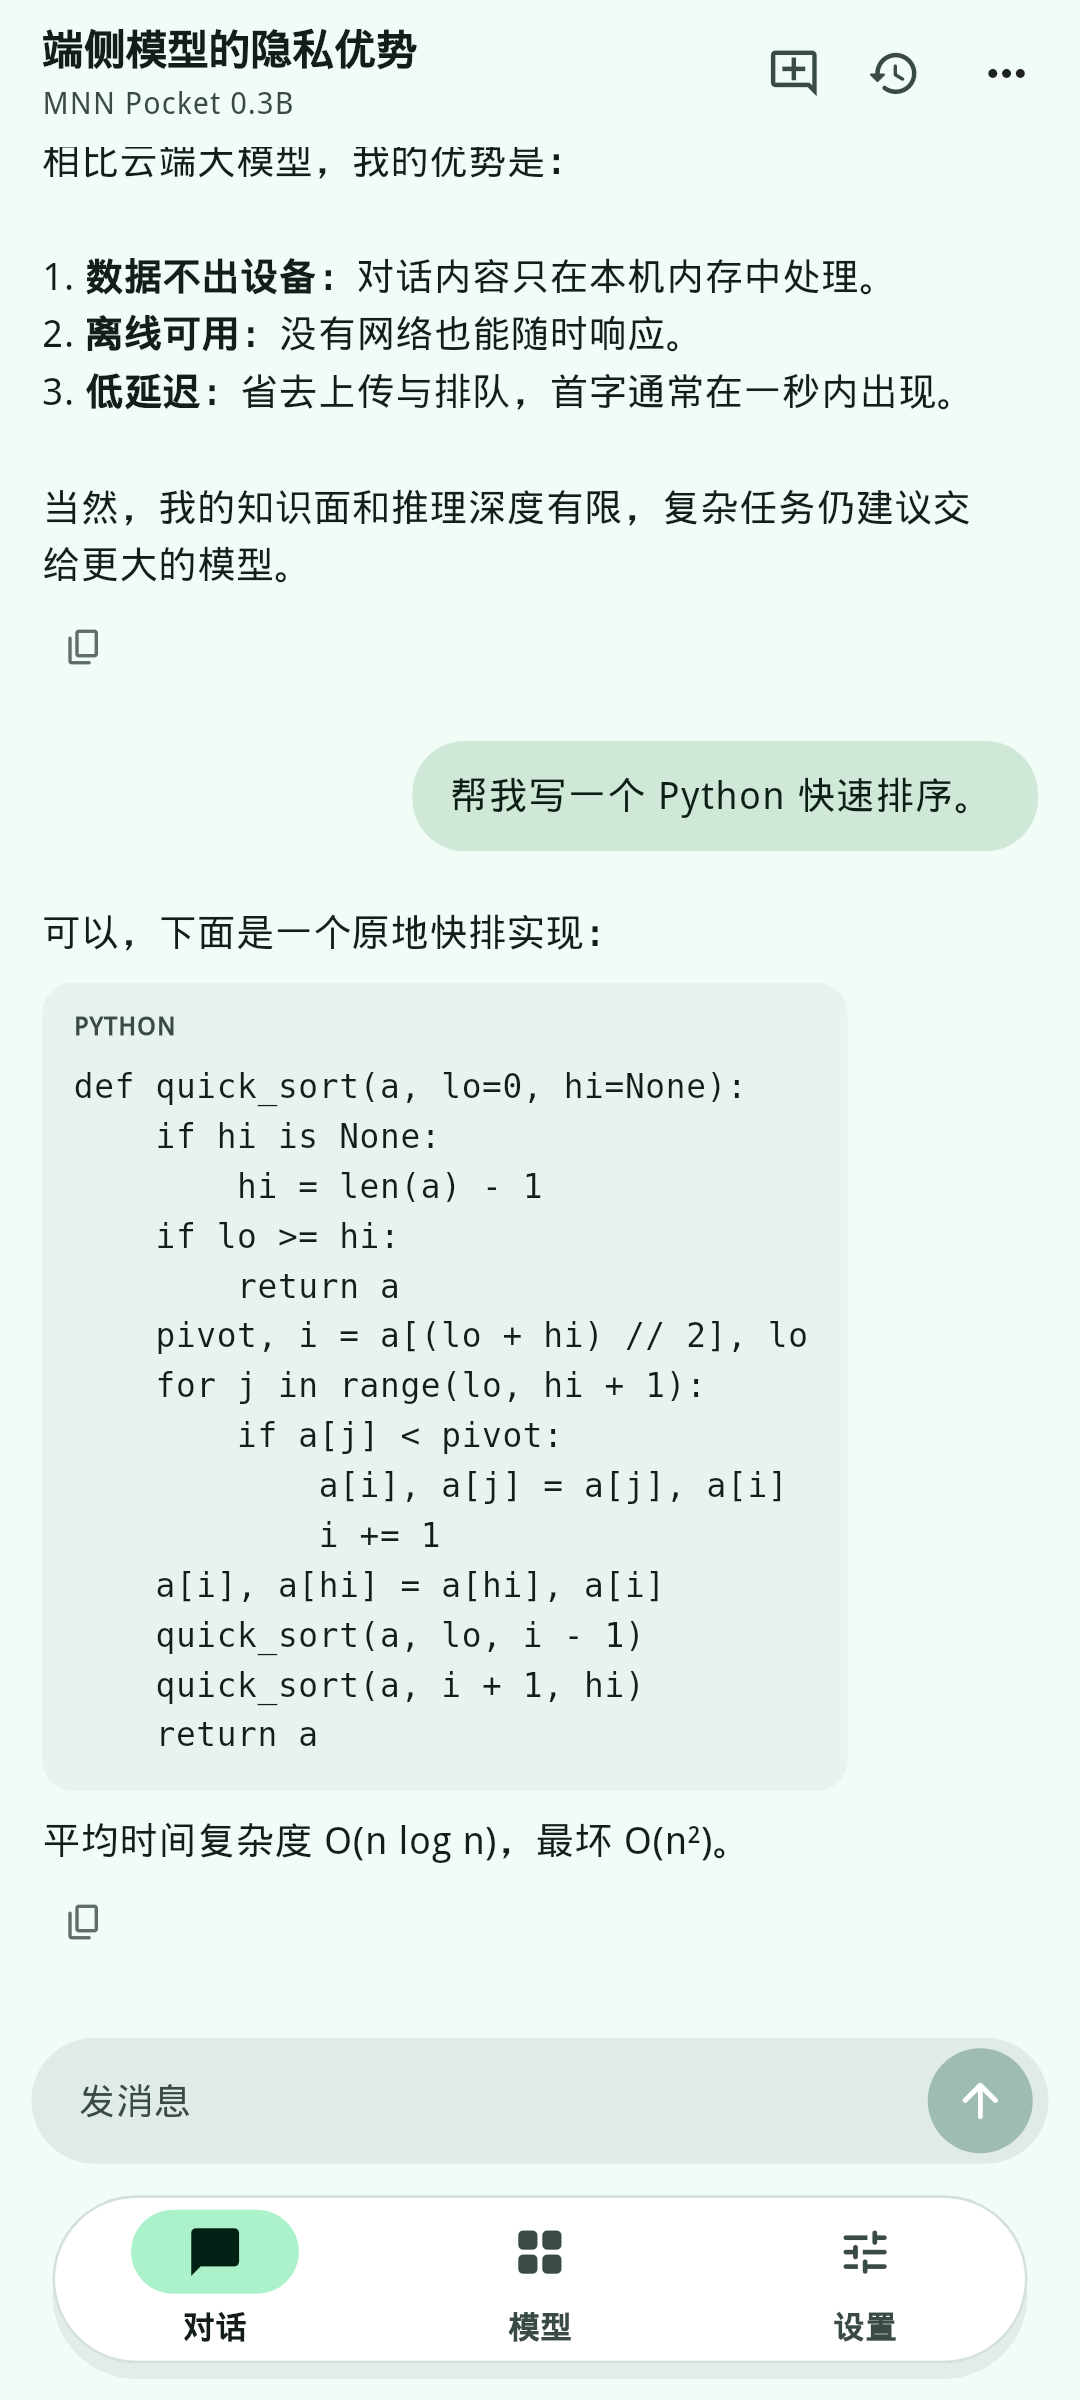 端侧模型的隐私优势
MNN Pocket 0.3B
相比云端大模型，我的优势是：
1. 数据不出设备：对话内容只在本机内存中处理。
2. 离线可用：没有网络也能随时响应。
3. 低延迟：省去上传与排队，首字通常在一秒内出现。
当然，我的知识面和推理深度有限，复杂任务仍建议交
给更大的模型。
帮我写一个 Python 快速排序。
可以，下面是一个原地快排实现：
PYTHON
def quick_sort(a, lo=0, hi=None):
    if hi is None:
        hi = len(a) - 1
    if lo >= hi:
        return a
    pivot, i = a[(lo + hi) // 2], lo
    for j in range(lo, hi + 1):
        if a[j] < pivot:
            a[i], a[j] = a[j], a[i]
            i += 1
    a[i], a[hi] = a[hi], a[i]
    quick_sort(a, lo, i - 1)
    quick_sort(a, i + 1, hi)
    return a
平均时间复杂度 O(n log n)，最坏 O(n²)。
发消息
对话
模型
设置